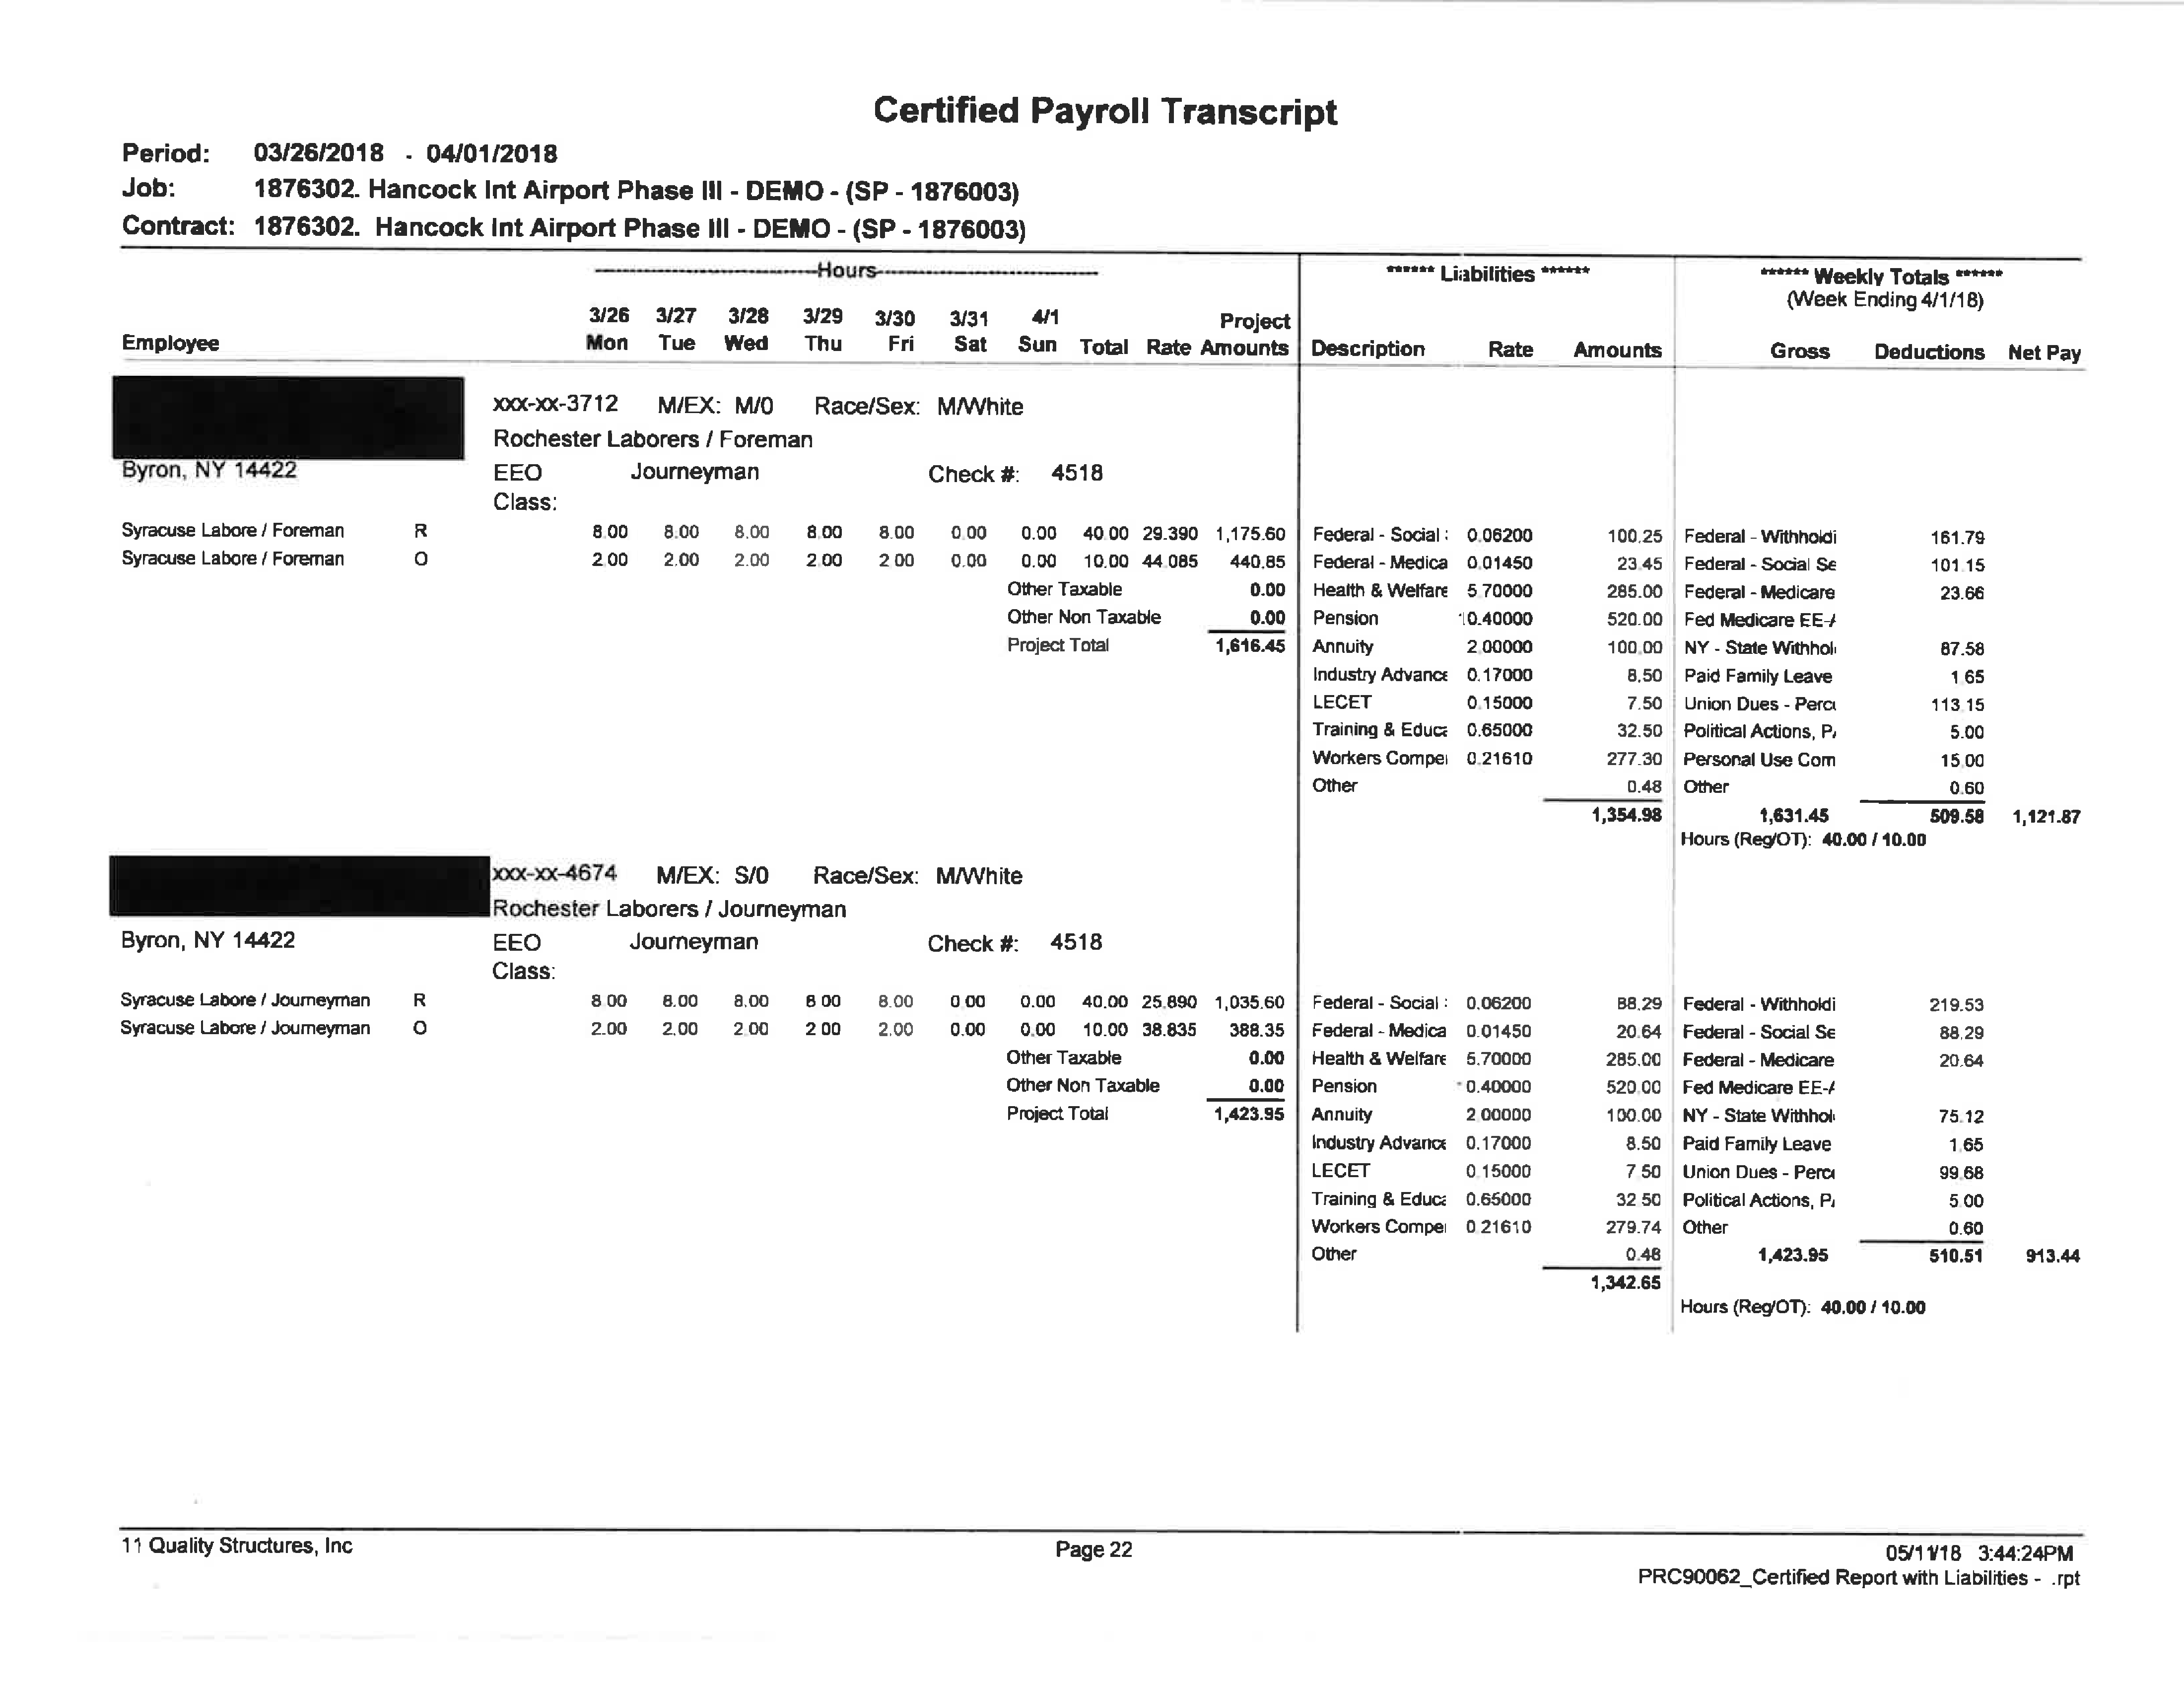 Certified Payroll Transcript
Period: 03/26/2018 - 04/01/2018
Job: 1876302. Hancock Int Airport Phase III - DEMO - (SP - 1876003)
Contract: 1876302. Hancock Int Airport Phase III - DEMO - (SP - 1876003)
Hours ****** Liabilities ****** ****** Weekly Totals ******
(Week Ending 4/1/18)
3/26 3/27 3/28 3/29 3/30 3/31 4/1 Project
Employee Mon Tue Wed Thu Fri Sat Sun Total Rate Amounts Description Rate Amounts Gross Deductions Net Pay
xxx-xx-3712 M/EX: M/0 Race/Sex: M/White
Rochester Laborers / Foreman
Byron, NY 14422 EEO Journeyman Check #: 4518
Class:
Syracuse Labore / Foreman R 8.00 8.00 8.00 8.00 8.00 0.00 0.00 40.00 29.390 1,175.60 Federal - Social : 0.06200 100.25 Federal - Withholdi 161.79
Syracuse Labore / Foreman O 2.00 2.00 2.00 2.00 2.00 0.00 0.00 10.00 44.085 440.85 Federal - Medica 0.01450 23.45 Federal - Social Se 101.15
Other Taxable 0.00 Health & Welfare 5.70000 285.00 Federal - Medicare 23.66
Other Non Taxable 0.00 Pension 10.40000 520.00 Fed Medicare EE-A
Project Total 1,616.45 Annuity 2.00000 100.00 NY - State Withhol 87.58
Industry Advance 0.17000 8.50 Paid Family Leave 1.65
LECET 0.15000 7.50 Union Dues - Perce 113.15
Training & Educa 0.65000 32.50 Political Actions, P 5.00
Workers Compe 0.21610 277.30 Personal Use Com 15.00
Other 0.48 Other 0.60
1,354.98 1,631.45 509.58 1,121.87
Hours (Reg/OT): 40.00 / 10.00
xxx-xx-4674 M/EX: S/0 Race/Sex: M/White
Rochester Laborers / Journeyman
Byron, NY 14422 EEO Journeyman Check #: 4518
Class:
Syracuse Labore / Journeyman R 8.00 8.00 8.00 8.00 8.00 0.00 0.00 40.00 25.890 1,035.60 Federal - Social : 0.06200 88.29 Federal - Withholdi 219.53
Syracuse Labore / Journeyman O 2.00 2.00 2.00 2.00 2.00 0.00 0.00 10.00 38.835 388.35 Federal - Medica 0.01450 20.64 Federal - Social Se 88.29
Other Taxable 0.00 Health & Welfare 5.70000 285.00 Federal - Medicare 20.64
Other Non Taxable 0.00 Pension 0.40000 520.00 Fed Medicare EE-A
Project Total 1,423.95 Annuity 2.00000 100.00 NY - State Withhol 75.12
Industry Advance 0.17000 8.50 Paid Family Leave 1.65
LECET 0.15000 7.50 Union Dues - Perce 99.68
Training & Educa 0.65000 32.50 Political Actions, P 5.00
Workers Compe 0.21610 279.74 Other 0.60
Other 0.48 1,423.95 510.51 913.44
1,342.65
Hours (Reg/OT): 40.00 / 10.00
11 Quality Structures, Inc Page 22 05/11/18 3:44:24PM
PRC90062_Certified Report with Liabilities - .rpt